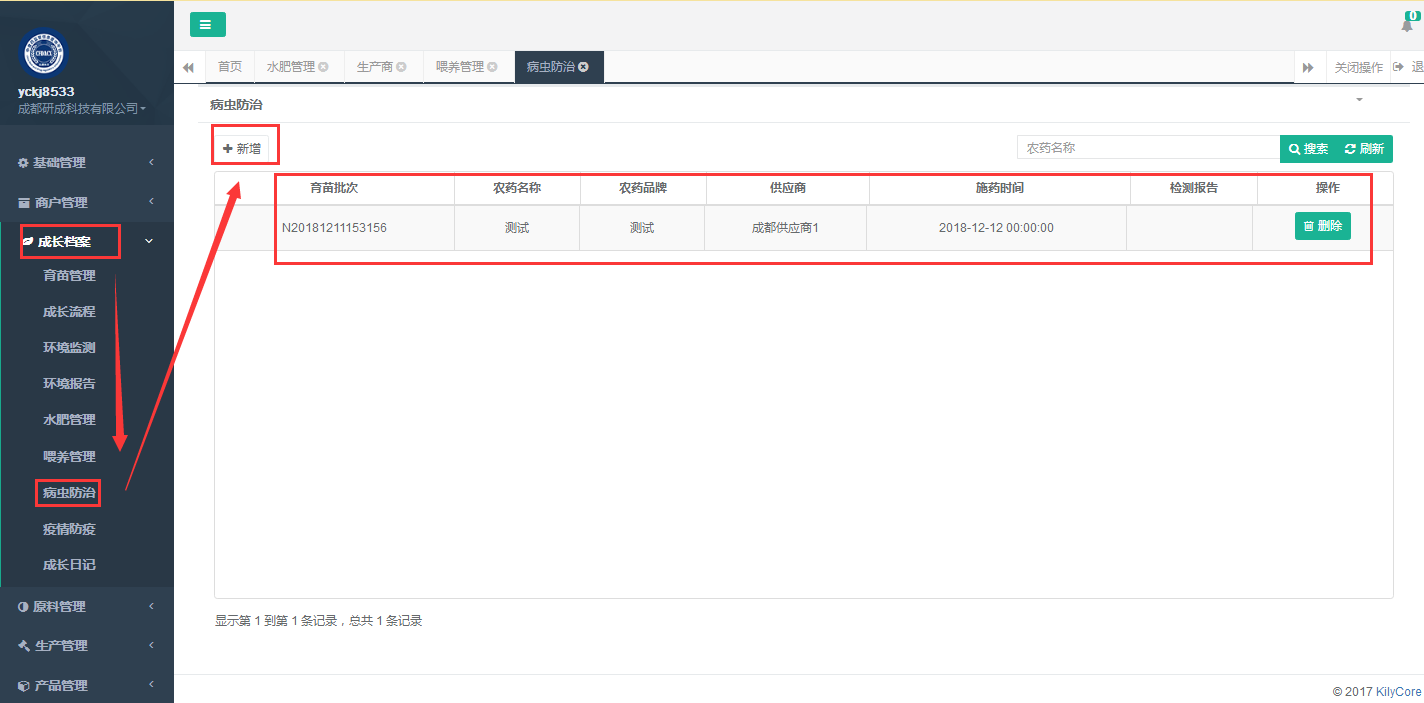 CYRMCX
yckj8533
成都研成科技有限公司
基础管理
商户管理
成长档案
育苗管理
成长流程
环境监测
环境报告
水肥管理
喂养管理
病虫防治
疫情防疫
成长日记
原料管理
生产管理
产品管理
0
首页
水肥管理
生产商
喂养管理
病虫防治
关闭操作
退
病虫防治
新增
农药名称
搜索
刷新
育苗批次 农药名称 农药品牌 供应商 施药时间 检测报告 操作
N20181211153156 测试 测试 成都供应商1 2018-12-12 00:00:00 删除
显示第 1 到第 1 条记录，总共 1 条记录
© 2017 KilyCore